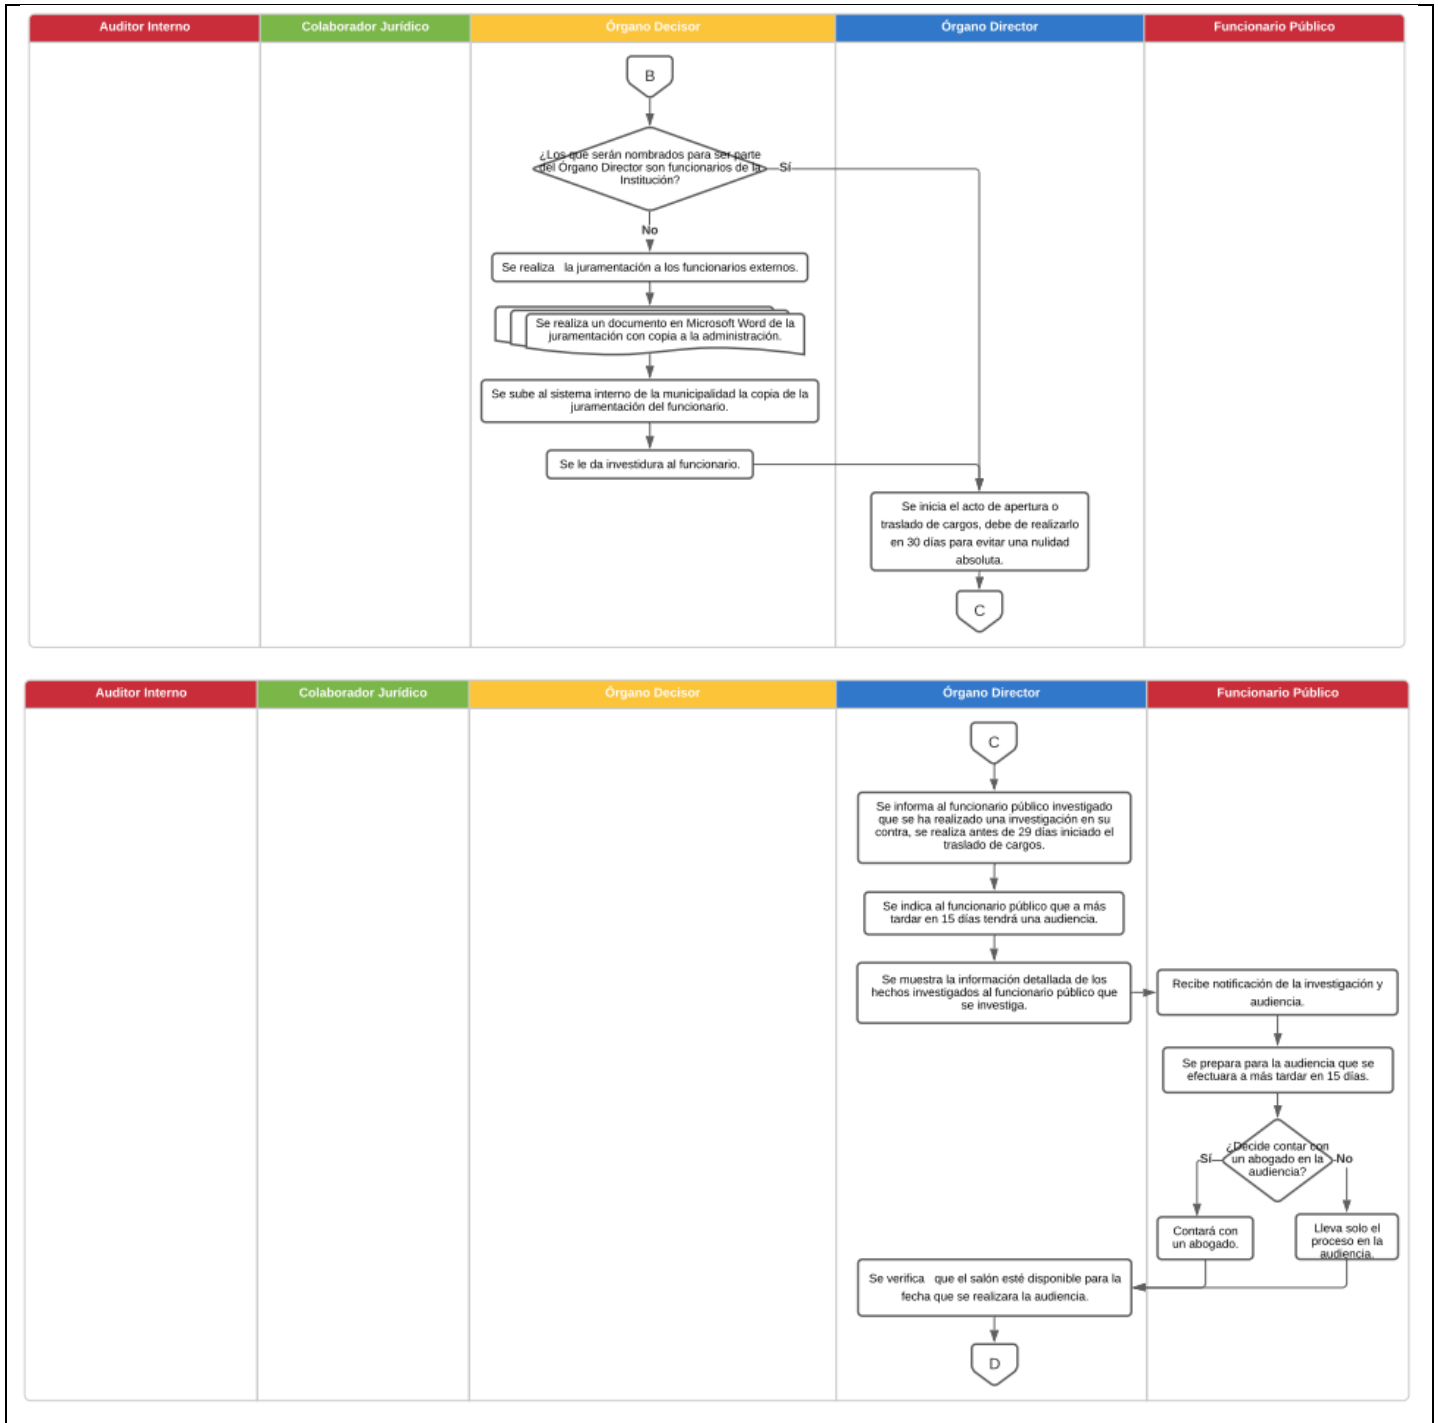 Auditor Interno
Colaborador Jurídico
Órgano Decisor
Órgano Director
Funcionario Público
B
¿Los que serán nombrados para ser parte
del Órgano Director son funcionarios de la
Institución?
Sí
No
Se realiza la juramentación a los funcionarios externos.
Se realiza un documento en Microsoft Word de la
juramentación con copia a la administración.
Se sube al sistema interno de la municipalidad la copia de la
juramentación del funcionario.
Se le da investidura al funcionario.
Se inicia el acto de apertura o
traslado de cargos, debe de realizarlo
en 30 días para evitar una nulidad
absoluta.
C
Auditor Interno
Colaborador Jurídico
Órgano Decisor
Órgano Director
Funcionario Público
C
Se informa al funcionario público investigado
que se ha realizado una investigación en su
contra, se realiza antes de 29 días iniciado el
traslado de cargos.
Se indica al funcionario público que a más
tardar en 15 días tendrá una audiencia.
Se muestra la información detallada de los
hechos investigados al funcionario público que
se investiga.
Recibe notificación de la investigación y
audiencia.
Se prepara para la audiencia que se
efectuara a más tardar en 15 días.
¿Decide contar con
un abogado en la
audiencia?
Sí
No
Contará con
un abogado.
Lleva solo el
proceso en la
audiencia.
Se verifica que el salón esté disponible para la
fecha que se realizara la audiencia.
D